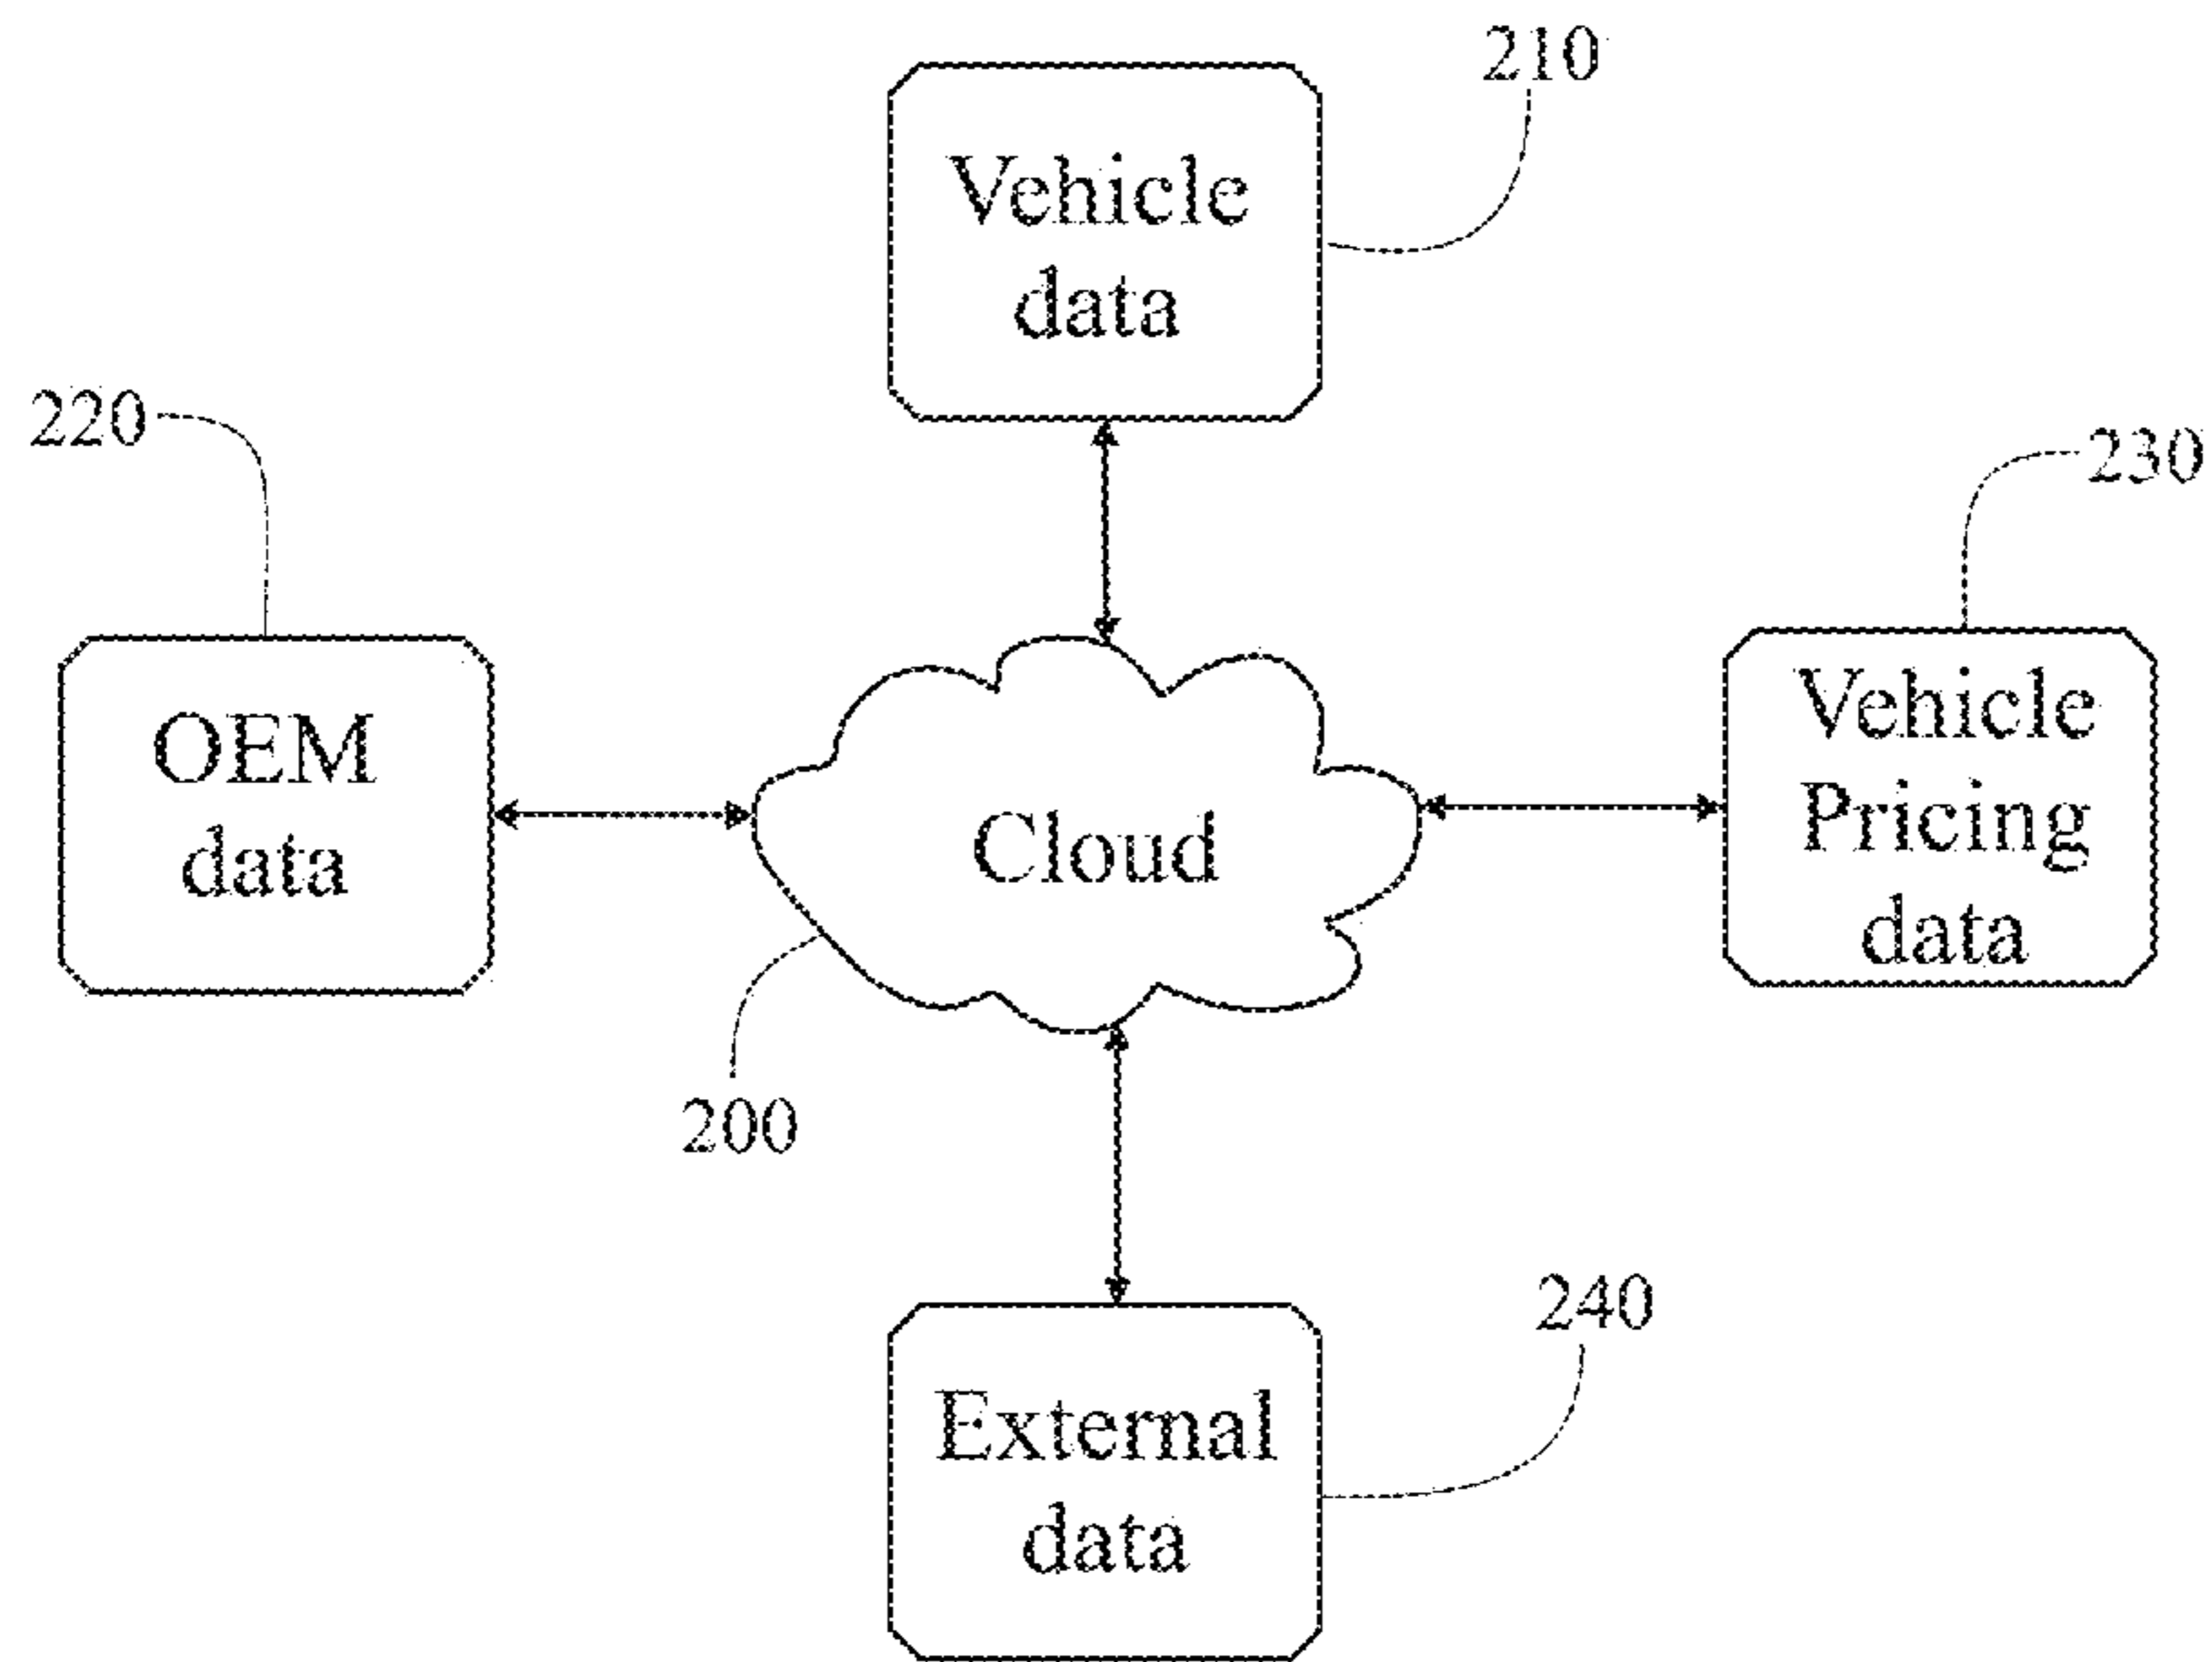 210
Vehicle
data
220
230
OEM
data
Vehicle
Pricing
data
Cloud
200
240
External
data